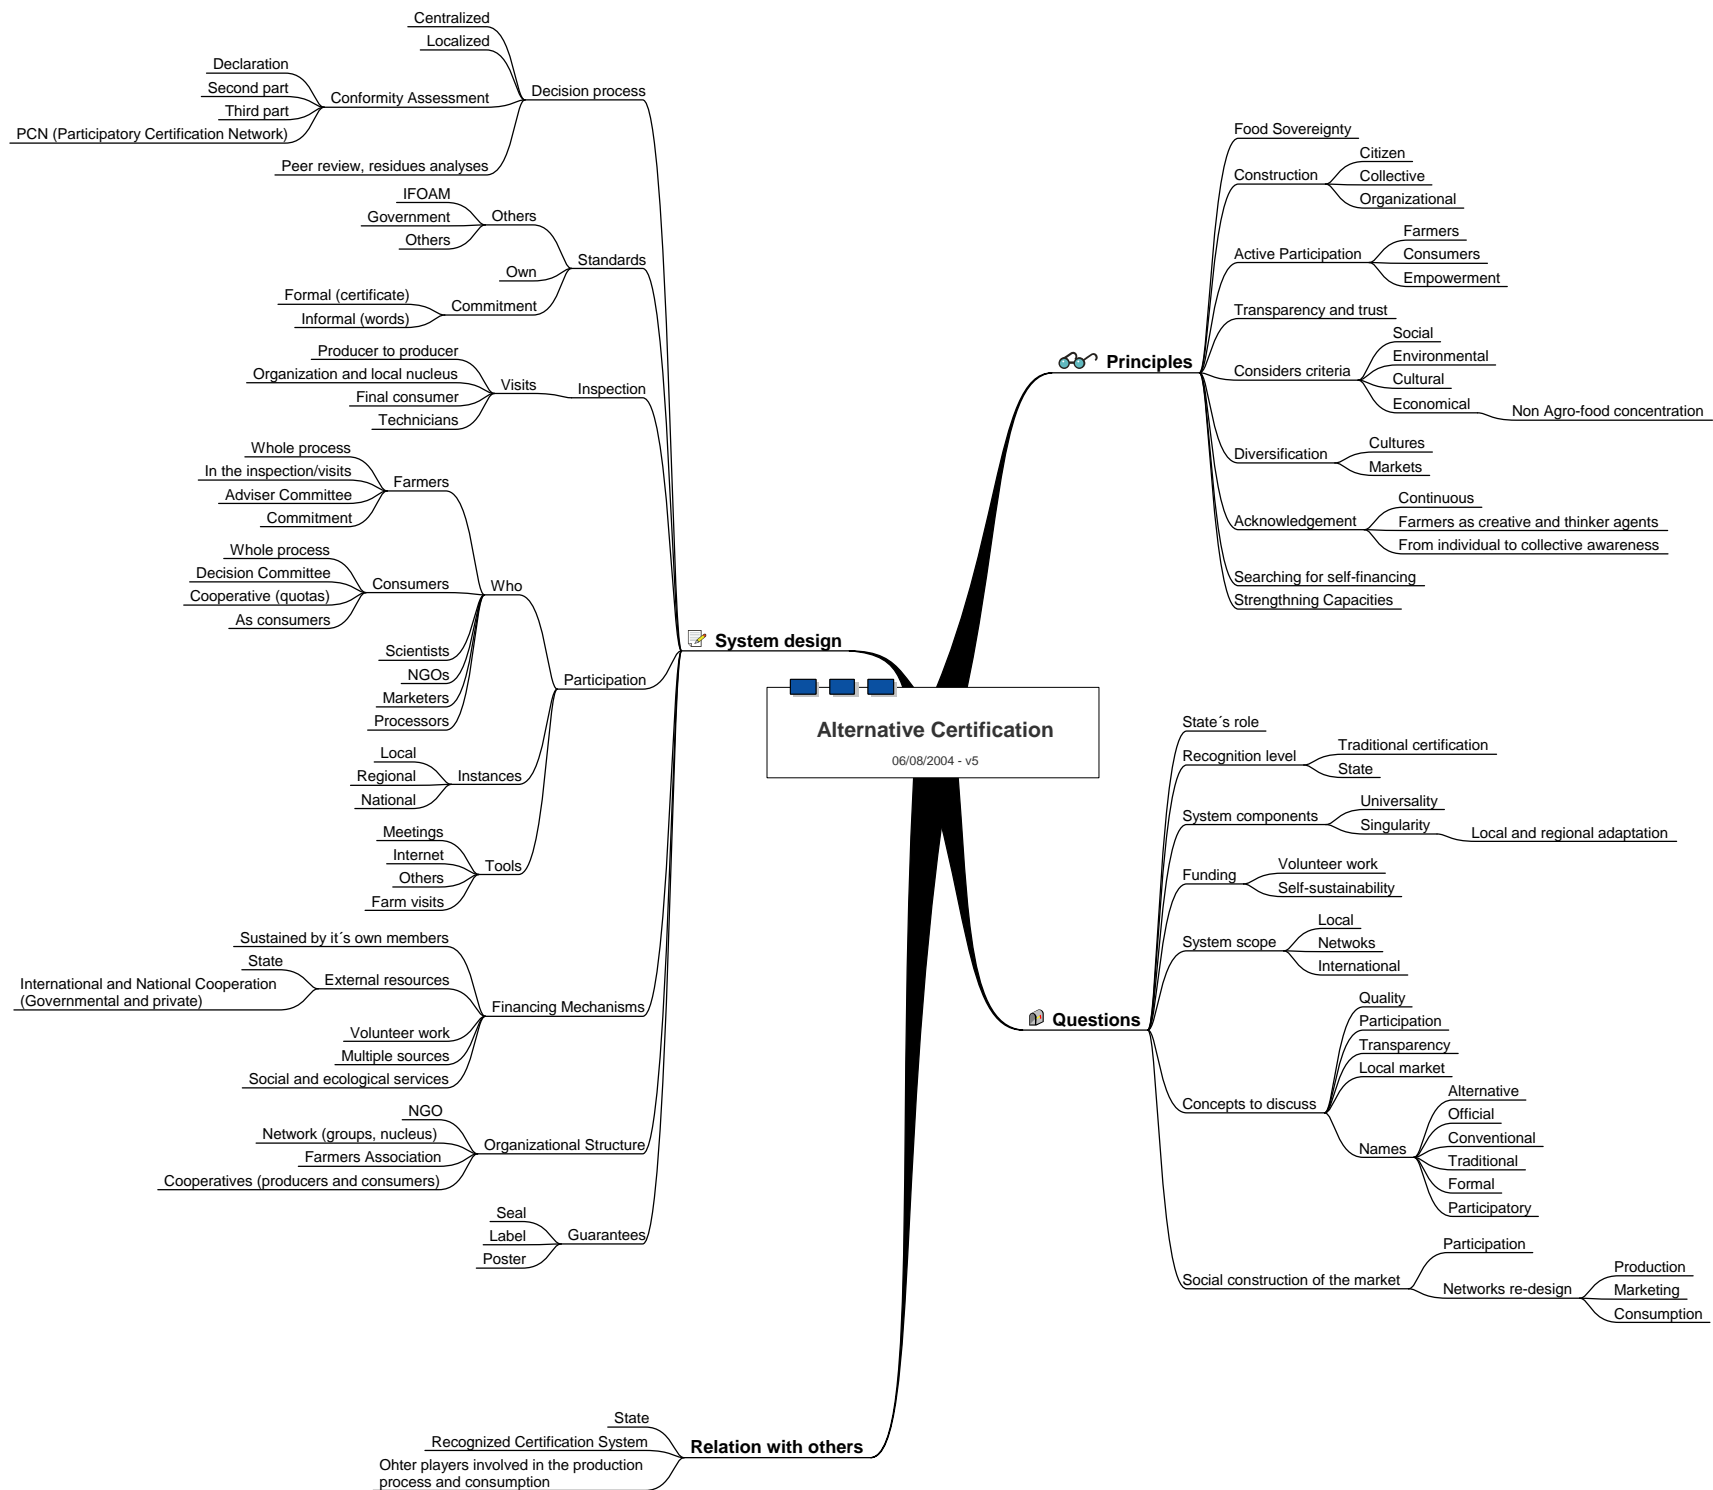 Alternative Certification
06/08/2004 - v5
Principles
Food Sovereignty
Construction
Citizen
Collective
Organizational
Active Participation
Farmers
Consumers
Empowerment
Transparency and trust
Considers criteria
Social
Environmental
Cultural
Economical
Non Agro-food concentration
Diversification
Cultures
Markets
Acknowledgement
Continuous
Farmers as creative and thinker agents
From individual to collective awareness
Searching for self-financing
Strengthning Capacities
Questions
State´s role
Recognition level
Traditional certification
State
System components
Universality
Singularity
Local and regional adaptation
Funding
Volunteer work
Self-sustainability
System scope
Local
Netwoks
International
Concepts to discuss
Quality
Participation
Transparency
Local market
Names
Alternative
Official
Conventional
Traditional
Formal
Participatory
Social construction of the market
Participation
Networks re-design
Production
Marketing
Consumption
System design
Decision process
Centralized
Localized
Conformity Assessment
Declaration
Second part
Third part
PCN (Participatory Certification Network)
Peer review, residues analyses
Standards
Others
IFOAM
Government
Others
Own
Commitment
Formal (certificate)
Informal (words)
Inspection
Visits
Producer to producer
Organization and local nucleus
Final consumer
Technicians
Participation
Who
Farmers
Whole process
In the inspection/visits
Adviser Committee
Commitment
Consumers
Whole process
Decision Committee
Cooperative (quotas)
As consumers
Scientists
NGOs
Marketers
Processors
Instances
Local
Regional
National
Tools
Meetings
Internet
Others
Farm visits
Financing Mechanisms
Sustained by it´s own members
External resources
State
International and National Cooperation
(Governmental and private)
Volunteer work
Multiple sources
Social and ecological services
Organizational Structure
NGO
Network (groups, nucleus)
Farmers Association
Cooperatives (producers and consumers)
Guarantees
Seal
Label
Poster
Relation with others
State
Recognized Certification System
Ohter players involved in the production
process and consumption